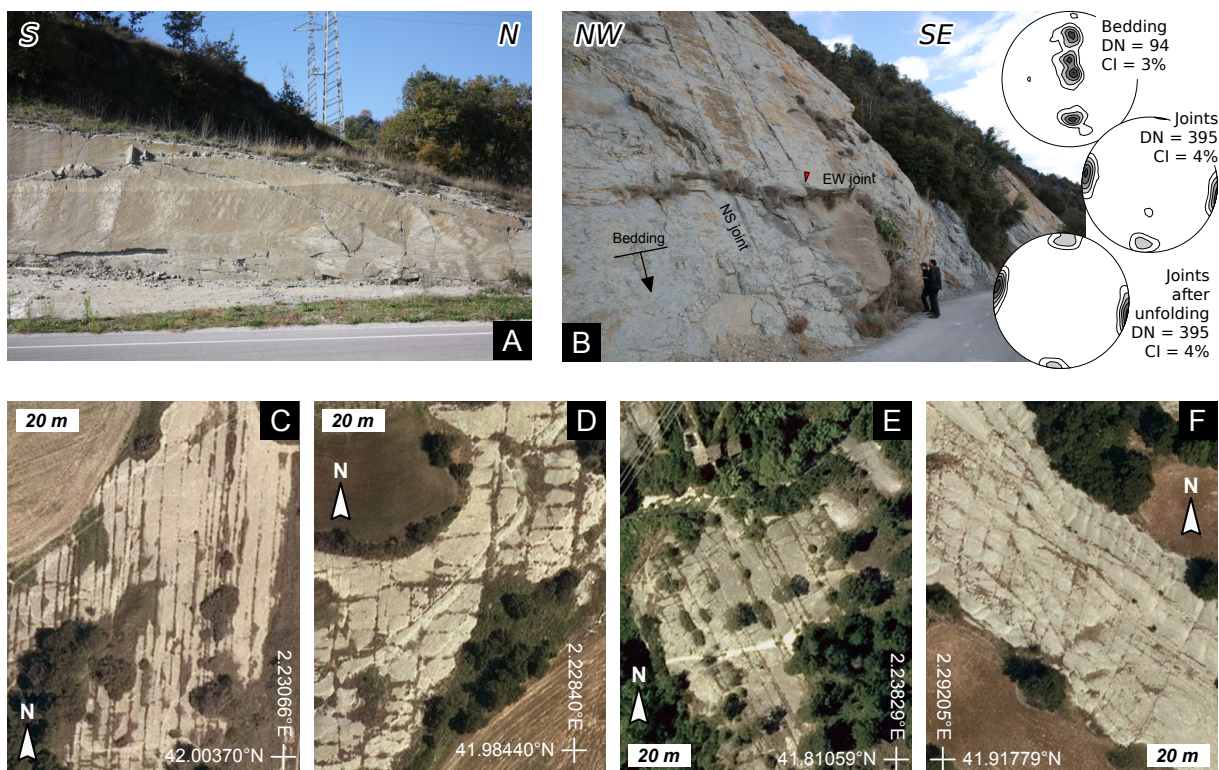 S
N
A
NW
SE
Bedding
DN = 94
CI = 3%
Joints
DN = 395
CI = 4%
EW joint
NS joint
Bedding
Joints
after
unfolding
DN = 395
CI = 4%
B
20 m
C
N
2.23066°E
42.00370°N
20 m
D
N
2.22840°E
41.98440°N
E
N
20 m
2.23829°E
41.81059°N
F
N
2.29205°E
41.91779°N
20 m